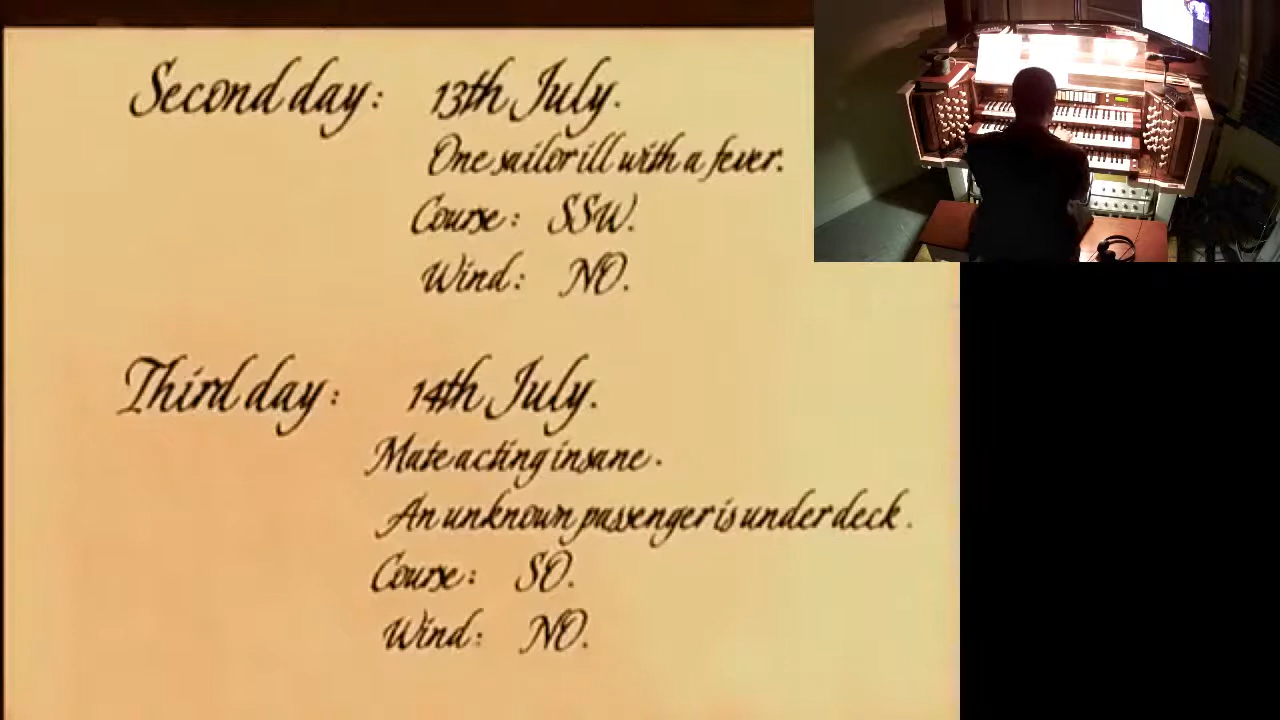 Second day: 13th July.
One sailor ill with a fever.
Course: SSW.
Wind: NO.
Third day: 14th July.
Mate acting insane.
An unknown passenger is under deck.
Course: SO.
Wind: NO.